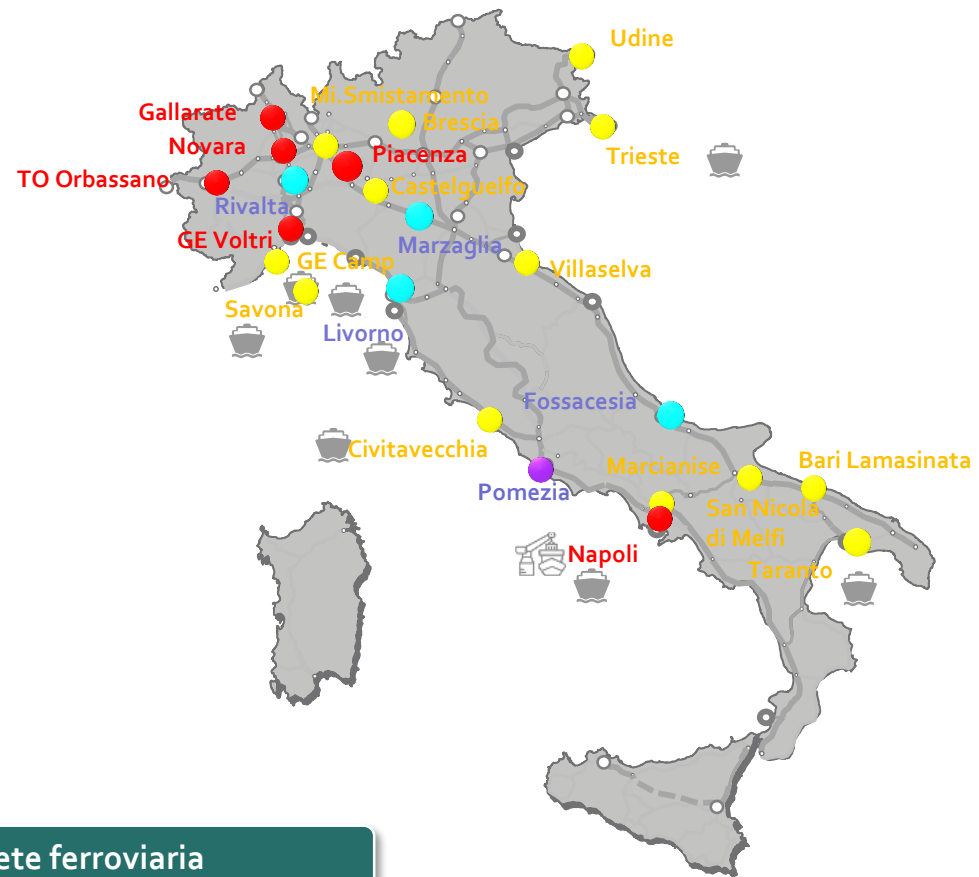 Udine
Mi.Smistamento
Gallarate
Brescia
Novara
Piacenza
Trieste
TO Orbassano
Castelguelfo
Rivalta
GE Voltri
Marzaglia
GE Camp
Villaselva
Savona
Livorno
Fossacesia
Civitavecchia
Marcianise
Bari Lamasinata
Pomezia
San Nicola
di Melfi
Napoli
Taranto
ete ferroviaria